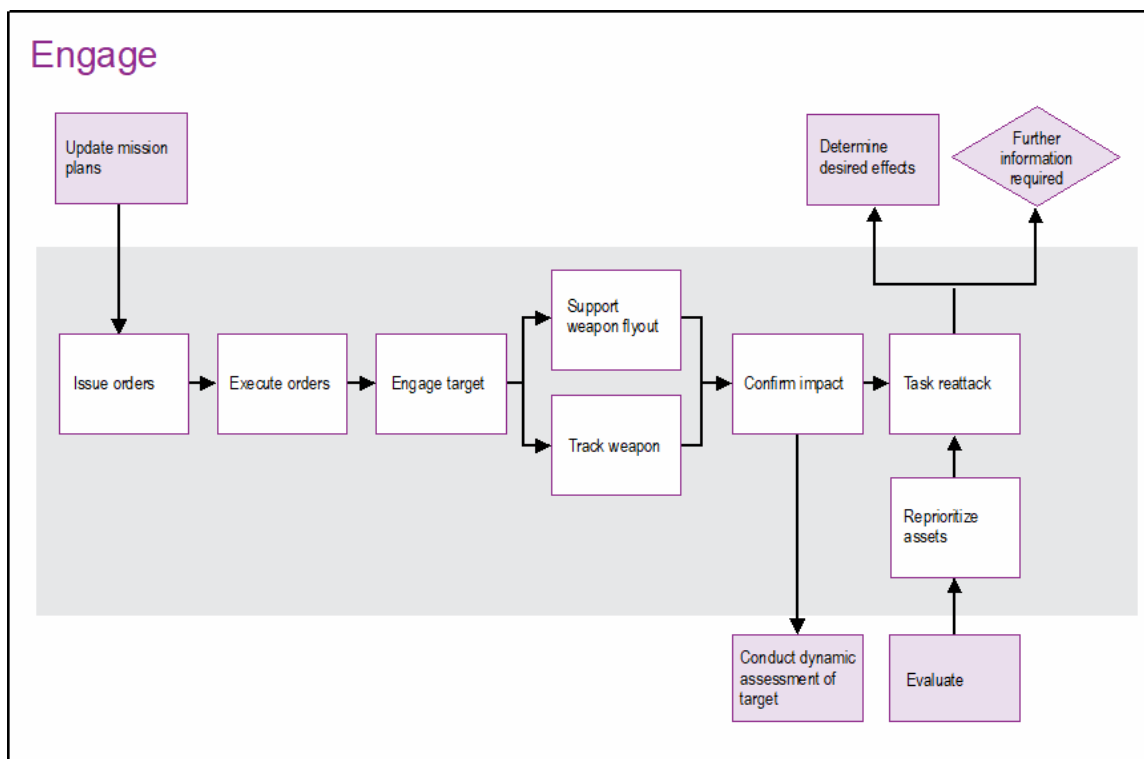 Engage
Update mission
plans
Determine
desired effects
Further
information
required
Support
weapon flyout
Issue orders
Execute orders
Engage target
Confirm impact
Task reattack
Track weapon
Reprioritize
assets
Conduct dynamic
assessment of
target
Evaluate